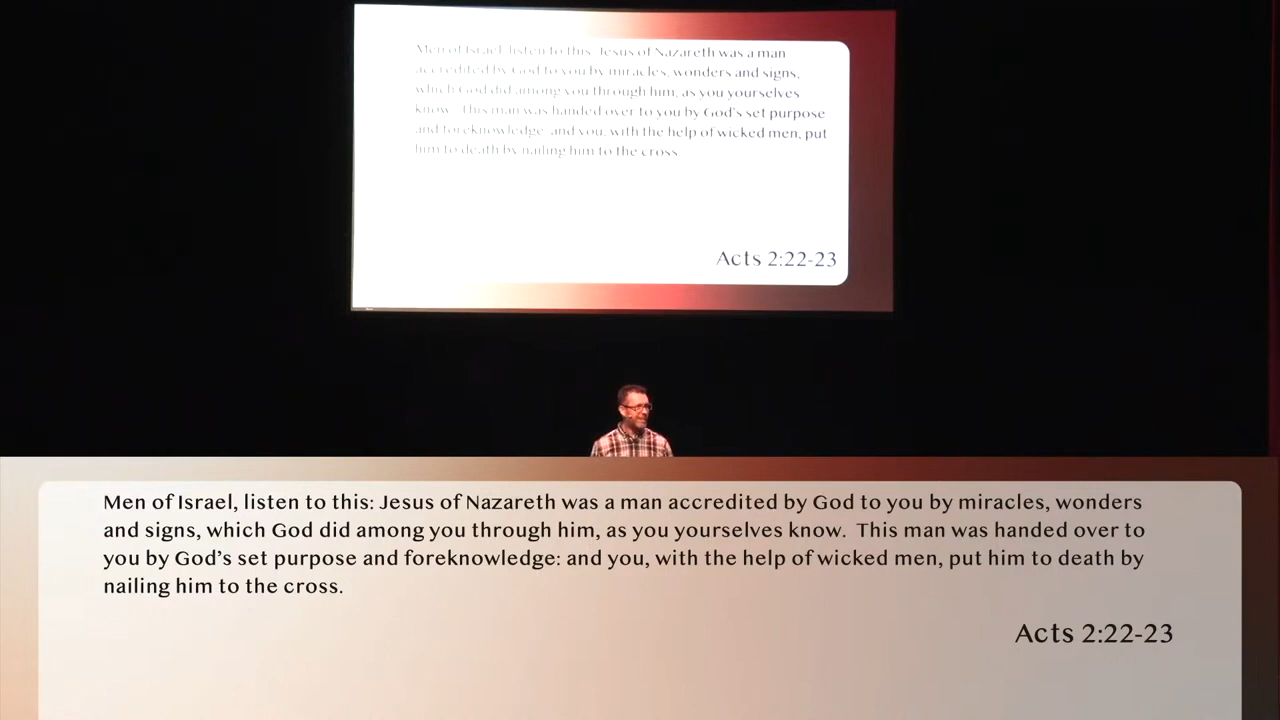 Men of Israel, listen to this: Jesus of Nazareth was a man
accredited by God to you by miracles, wonders and signs,
which God did among you through him, as you yourselves
know. This man was handed over to you by God's set purpose
and foreknowledge: and you, with the help of wicked men, put
him to death by nailing him to the cross.
Acts 2:22-23
Men of Israel, listen to this: Jesus of Nazareth was a man accredited by God to you by miracles, wonders
and signs, which God did among you through him, as you yourselves know.  This man was handed over to
you by God’s set purpose and foreknowledge: and you, with the help of wicked men, put him to death by
nailing him to the cross.
Acts 2:22-23